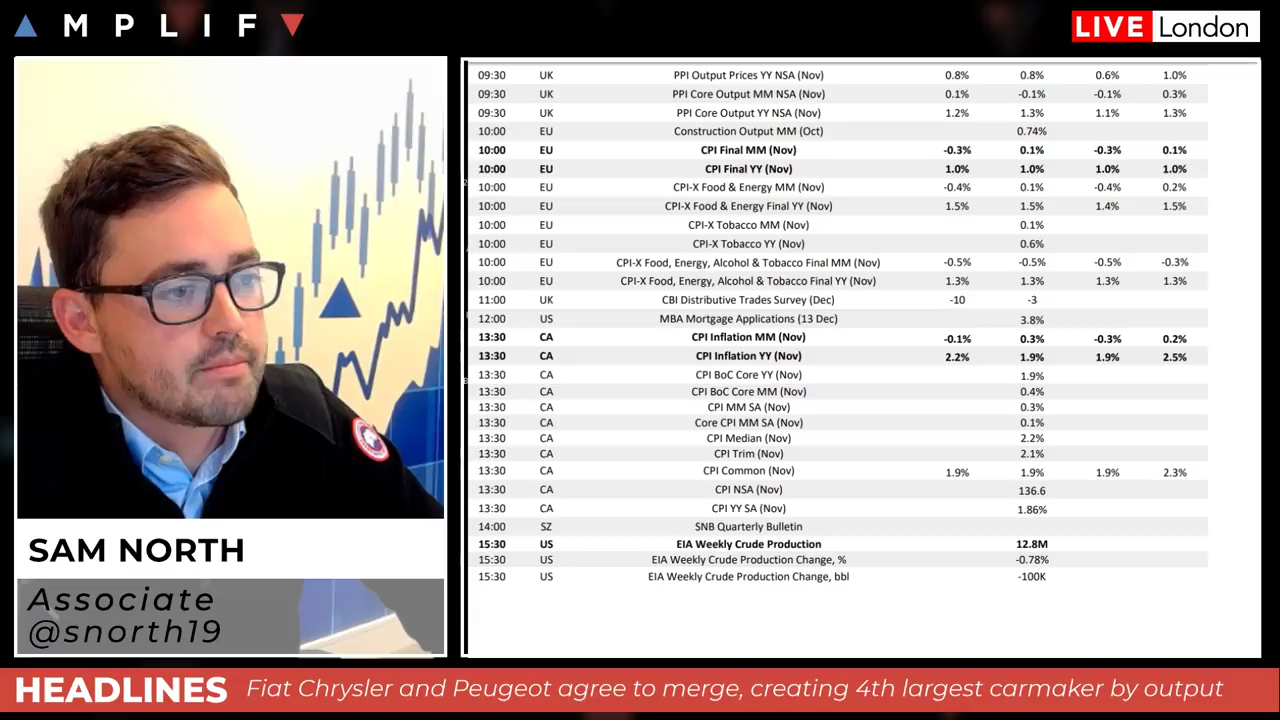 AMPLIFY
LIVE London
09:30 UK PPI Output Prices YY NSA (Nov) 0.8% 0.8% 0.6% 1.0%
09:30 UK PPI Core Output MM NSA (Nov) 0.1% -0.1% -0.1% 0.3%
09:30 UK PPI Core Output YY NSA (Nov) 1.2% 1.3% 1.1% 1.3%
10:00 EU Construction Output MM (Oct) 0.74%
10:00 EU CPI Final MM (Nov) -0.3% 0.1% -0.3% 0.1%
10:00 EU CPI Final YY (Nov) 1.0% 1.0% 1.0% 1.0%
10:00 EU CPI-X Food & Energy MM (Nov) -0.4% 0.1% -0.4% 0.2%
10:00 EU CPI-X Food & Energy Final YY (Nov) 1.5% 1.5% 1.4% 1.5%
10:00 EU CPI-X Tobacco MM (Nov) 0.1%
10:00 EU CPI-X Tobacco YY (Nov) 0.6%
10:00 EU CPI-X Food, Energy, Alcohol & Tobacco Final MM (Nov) -0.5% -0.5% -0.5% -0.3%
10:00 EU CPI-X Food, Energy, Alcohol & Tobacco Final YY (Nov) 1.3% 1.3% 1.3% 1.3%
11:00 UK CBI Distributive Trades Survey (Dec) -10 -3
12:00 US MBA Mortgage Applications (13 Dec) 3.8%
13:30 CA CPI Inflation MM (Nov) -0.1% 0.3% -0.3% 0.2%
13:30 CA CPI Inflation YY (Nov) 2.2% 1.9% 1.9% 2.5%
13:30 CA CPI BoC Core YY (Nov) 1.9%
13:30 CA CPI BoC Core MM (Nov) 0.4%
13:30 CA CPI MM SA (Nov) 0.3%
13:30 CA Core CPI MM SA (Nov) 0.1%
13:30 CA CPI Median (Nov) 2.2%
13:30 CA CPI Trim (Nov) 2.1%
13:30 CA CPI Common (Nov) 1.9% 1.9% 1.9% 2.3%
13:30 CA CPI NSA (Nov) 136.6
13:30 CA CPI YY SA (Nov) 1.86%
14:00 SZ SNB Quarterly Bulletin
15:30 US EIA Weekly Crude Production 12.8M
15:30 US EIA Weekly Crude Production Change, % -0.78%
15:30 US EIA Weekly Crude Production Change, bbl -100K
SAM NORTH
Associate
@snorth19
HEADLINES Fiat Chrysler and Peugeot agree to merge, creating 4th largest carmaker by output